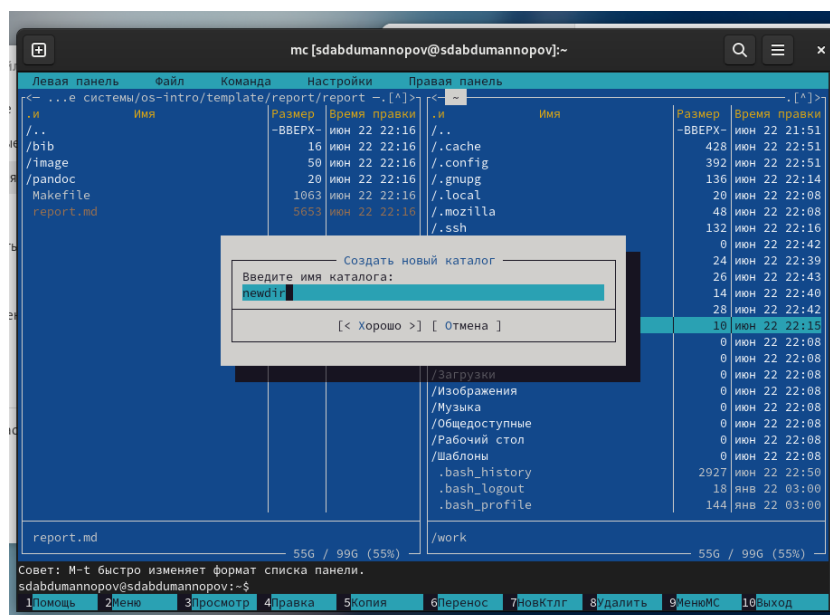 mc [sdabdumannopov@sdabdumannopov]:~
Левая панель Файл Команда Настройки Правая панель
<— ...е системы/os-intro/template/report/report —.[^]>
.и Имя Размер Время правки
/.. -ВВЕРХ- июн 22 22:16
/bib 16 июн 22 22:16
/image 50 июн 22 22:16
/pandoc 20 июн 22 22:16
Makefile 1063 июн 22 22:16
report.md 5653 июн 22 22:16
report.md
55G / 99G (55%)
<— ~ .[^]>
.и Имя Размер Время правки
/.. -ВВЕРХ- июн 22 21:51
/.cache 428 июн 22 22:51
/.config 392 июн 22 22:51
/.gnupg 136 июн 22 22:14
/.local 20 июн 22 22:08
/.mozilla 48 июн 22 22:08
/.ssh 132 июн 22 22:16
0 июн 22 22:42
24 июн 22 22:39
26 июн 22 22:43
14 июн 22 22:40
28 июн 22 22:42
10 июн 22 22:15
0 июн 22 22:08
0 июн 22 22:08
/Загрузки 0 июн 22 22:08
/Изображения 0 июн 22 22:08
/Музыка 0 июн 22 22:08
/Общедоступные 0 июн 22 22:08
/Рабочий стол 0 июн 22 22:08
/Шаблоны 0 июн 22 22:08
.bash_history 2927 июн 22 22:50
.bash_logout 18 янв 22 03:00
.bash_profile 144 янв 22 03:00
/work
55G / 99G (55%)
Создать новый каталог
Введите имя каталога:
newdir
[< Хорошо >] [ Отмена ]
Совет: M-t быстро изменяет формат списка панели.
sdabdumannopov@sdabdumannopov:~$
1Помощь 2Меню 3Просмотр 4Правка 5Копия 6Перенос 7НовКтлг 8Удалить 9МенюMC 10Выход